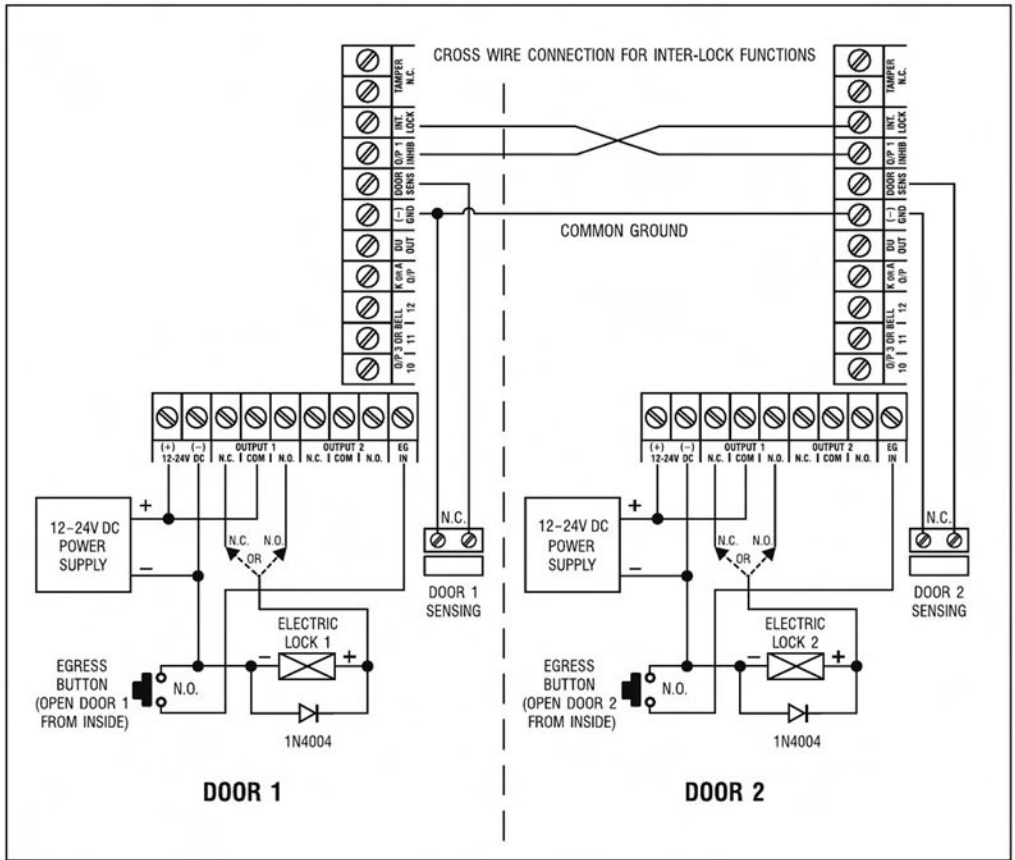 CROSS WIRE CONNECTION FOR INTER-LOCK FUNCTIONS
TAMPER
N.C.
INT.
LOCK
O/P 1
INHIB
DOOR
SENS
(−)
GND
DU
OUT
K OR A
O/P
O/P 3 OR BELL
10 | 11 | 12
TAMPER
N.C.
INT.
LOCK
O/P 1
INHIB
DOOR
SENS
(−)
GND
DU
OUT
K OR A
O/P
O/P 3 OR BELL
10 | 11 | 12
COMMON GROUND
(+) (−) OUTPUT 1 OUTPUT 2 EG
12-24V DC N.C. | COM | N.O. N.C. | COM | N.O. IN
+
12–24V DC
POWER
SUPPLY
−
N.C. N.O.
OR
N.C.
DOOR 1
SENSING
ELECTRIC
LOCK 1
− +
EGRESS
BUTTON
(OPEN DOOR 1
FROM INSIDE)
N.O.
1N4004
DOOR 1
(+) (−) OUTPUT 1 OUTPUT 2 EG
12-24V DC N.C. | COM | N.O. N.C. | COM | N.O. IN
+
12–24V DC
POWER
SUPPLY
−
N.C. N.O.
OR
N.C.
DOOR 2
SENSING
ELECTRIC
LOCK 2
− +
EGRESS
BUTTON
(OPEN DOOR 2
FROM INSIDE)
N.O.
1N4004
DOOR 2